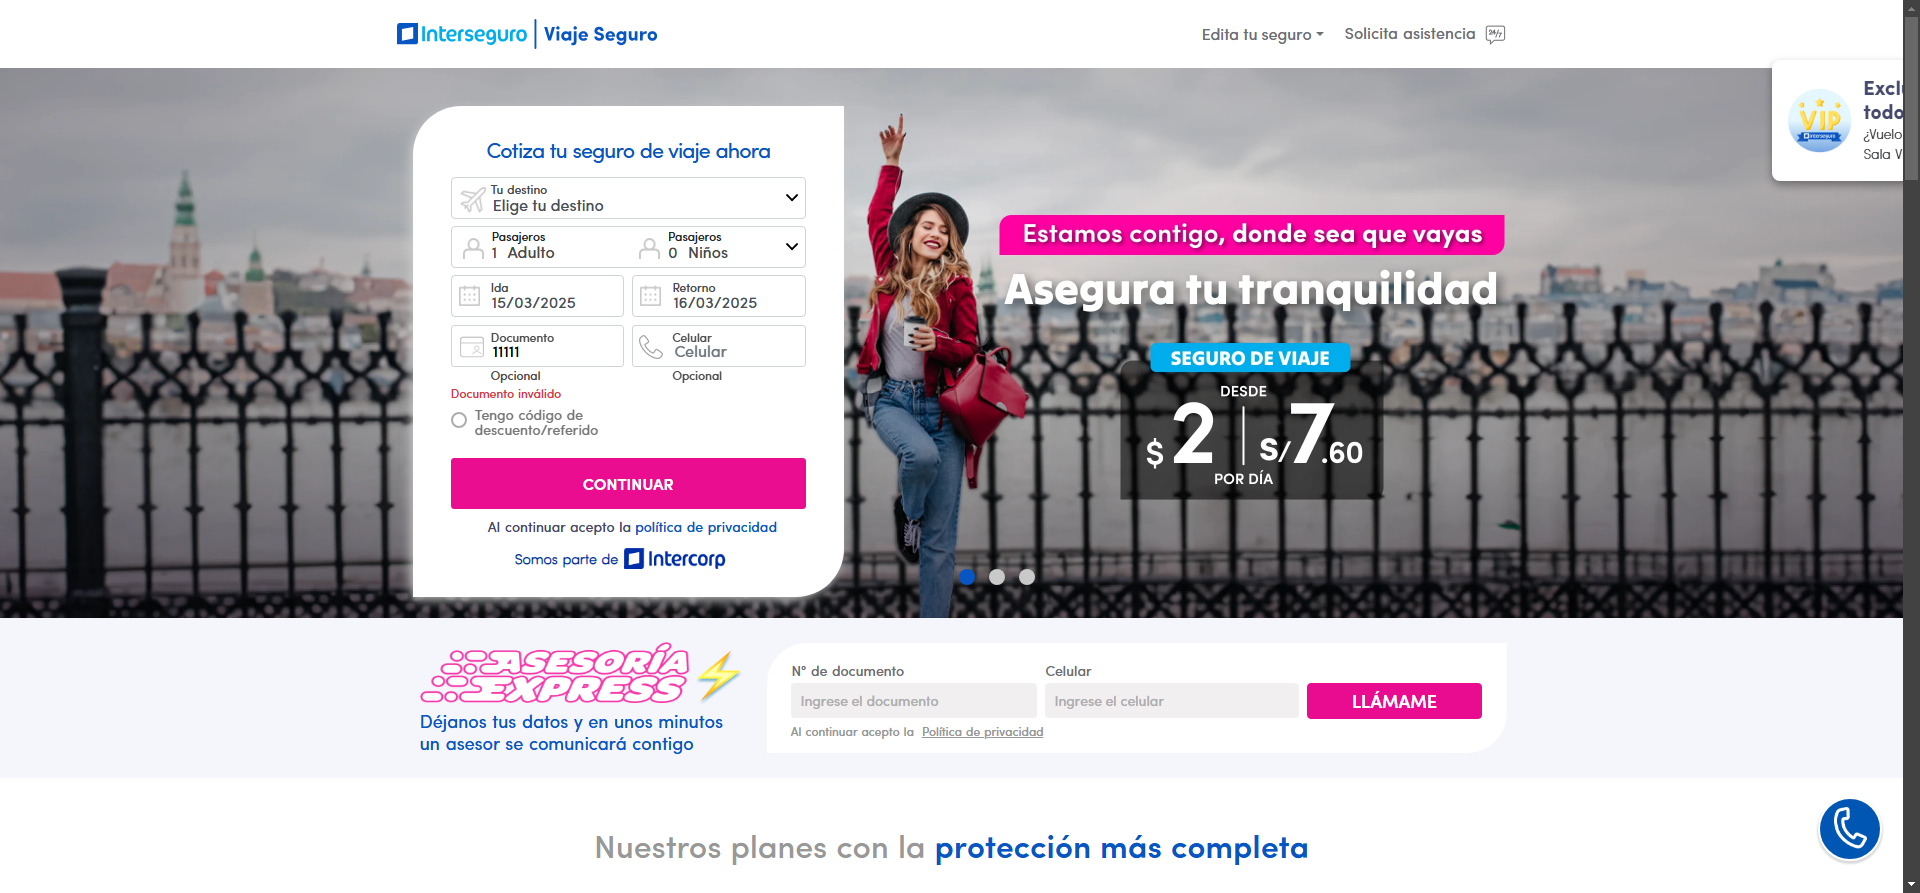 Interseguro | Viaje Seguro
Edita tu seguro
Solicita asistencia
24/7
VIP
Interseguro
¿Vuelo
Sala V
Cotiza tu seguro de viaje ahora
Tu destino
Elige tu destino
Pasajeros
1 Adulto
Pasajeros
0 Niños
Ida
15/03/2025
Retorno
16/03/2025
Documento
11111
Opcional
Celular
Celular
Opcional
Documento inválido
Tengo código de
descuento/referido
CONTINUAR
Al continuar acepto la política de privacidad
Somos parte de Intercorp
Estamos contigo, donde sea que vayas
Asegura tu tranquilidad
SEGURO DE VIAJE
DESDE
$ 2 | S/7.60
POR DÍA
ASESORÍA
EXPRESS
Déjanos tus datos y en unos minutos
un asesor se comunicará contigo
N° de documento
Ingrese el documento
Celular
Ingrese el celular
LLÁMAME
Al continuar acepto la Política de privacidad
Nuestros planes con la protección más completa